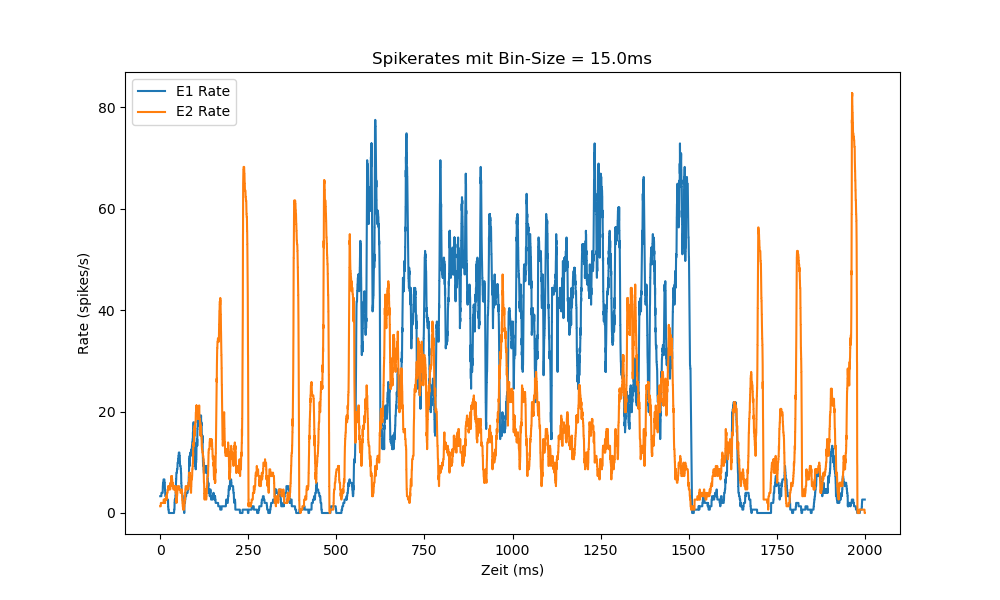 Spikerates mit Bin-Size = 15.0ms
E1 Rate
E2 Rate
Rate (spikes/s)
80
60
40
20
0
0 250 500 750 1000 1250 1500 1750 2000
Zeit (ms)